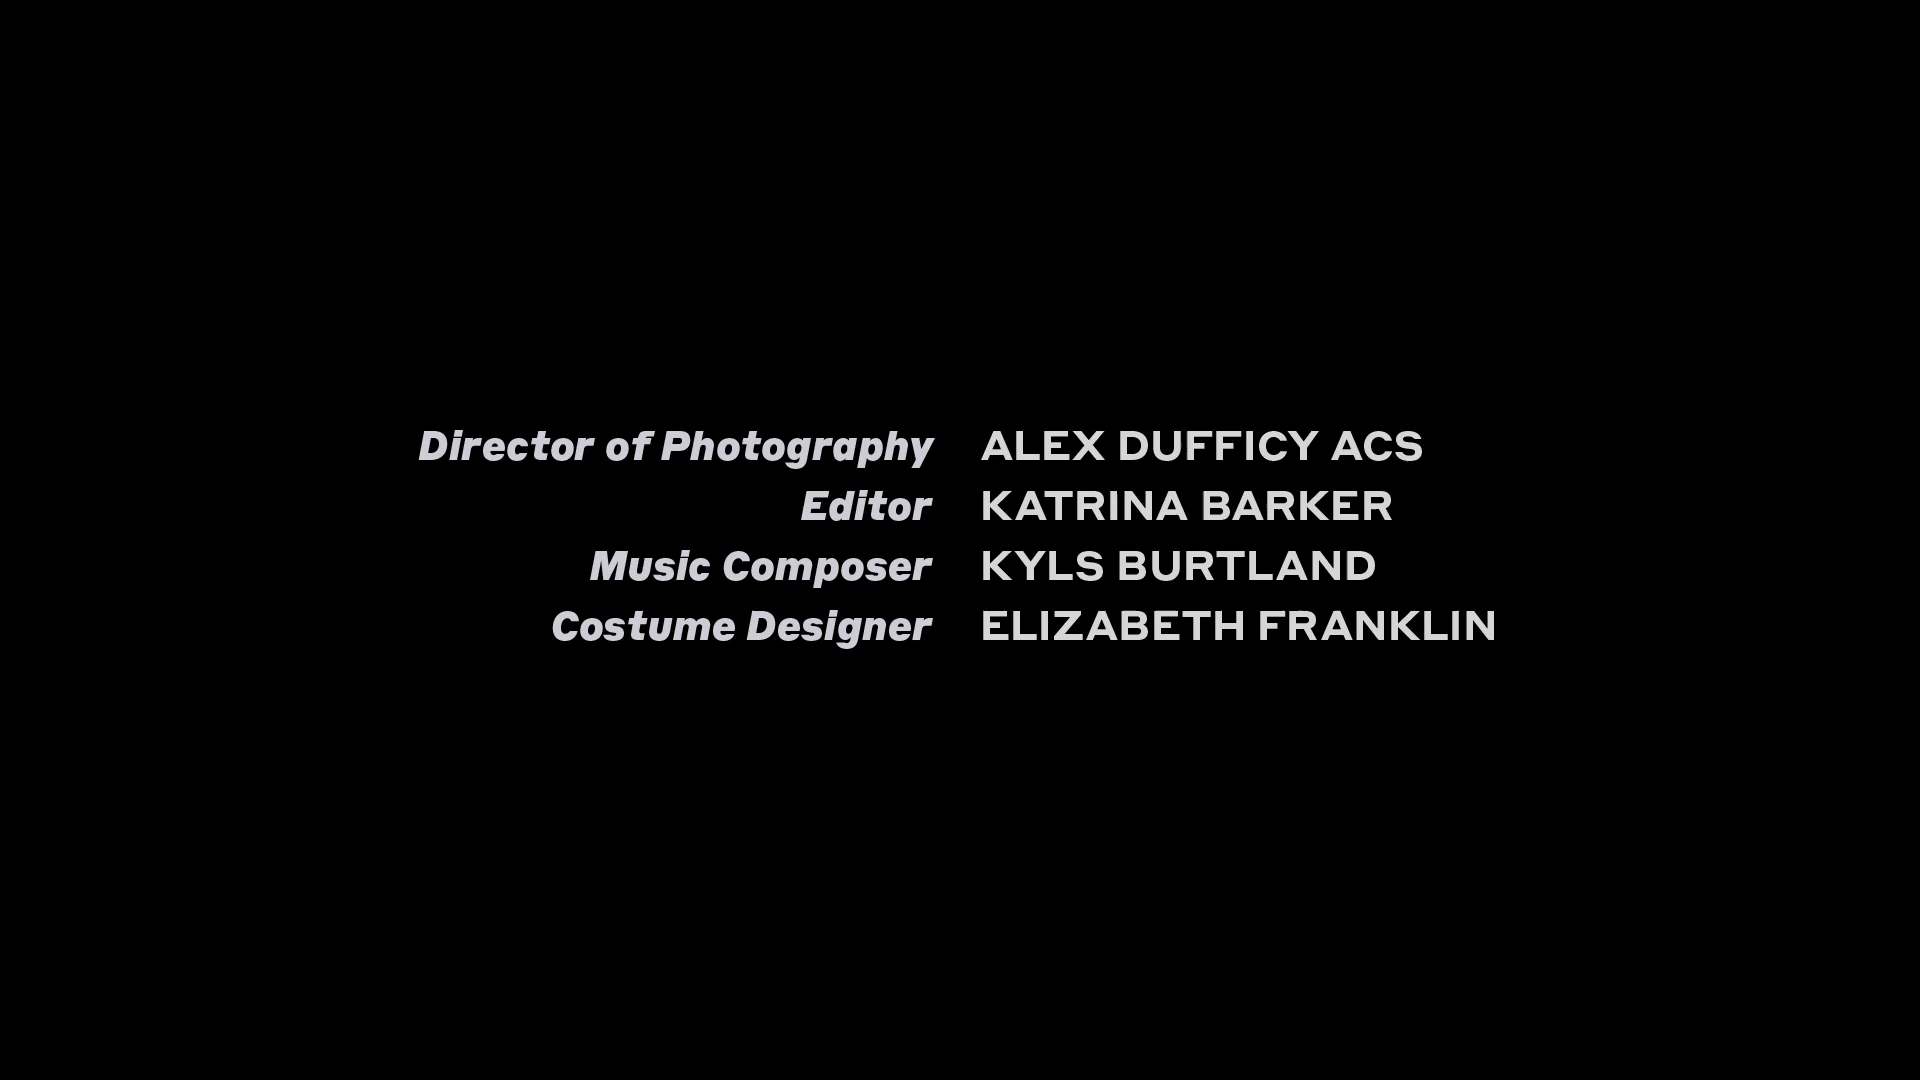 Director of Photography ALEX DUFFICY ACS
Editor KATRINA BARKER
Music Composer KYLS BURTLAND
Costume Designer ELIZABETH FRANKLIN